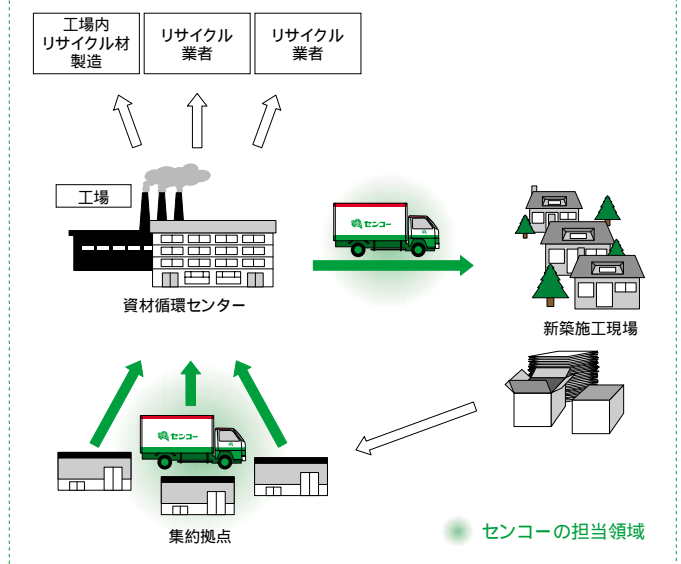 工場内
リサイクル材
製造
リサイクル
業者
リサイクル
業者
工場
センコー
資材循環センター
新築施工現場
センコー
集約拠点
センコーの担当領域